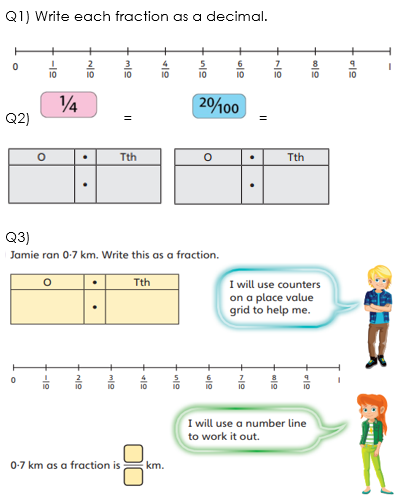 Q1) Write each fraction as a decimal.
0 1/10 2/10 3/10 4/10 5/10 6/10 7/10 8/10 9/10 1
Q2) ¼ = 20/100 =
O • Tth O • Tth
• •
Q3)
Jamie ran 0·7 km. Write this as a fraction.
O • Tth
•
I will use counters
on a place value
grid to help me.
0 1/10 2/10 3/10 4/10 5/10 6/10 7/10 8/10 9/10 1
I will use a number line
to work it out.
0·7 km as a fraction is km.